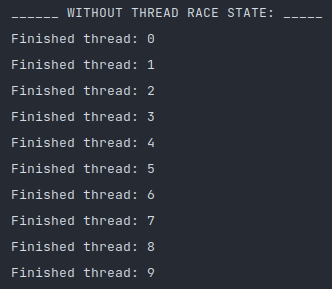 ______ WITHOUT THREAD RACE STATE: _____
Finished thread: 0
Finished thread: 1
Finished thread: 2
Finished thread: 3
Finished thread: 4
Finished thread: 5
Finished thread: 6
Finished thread: 7
Finished thread: 8
Finished thread: 9